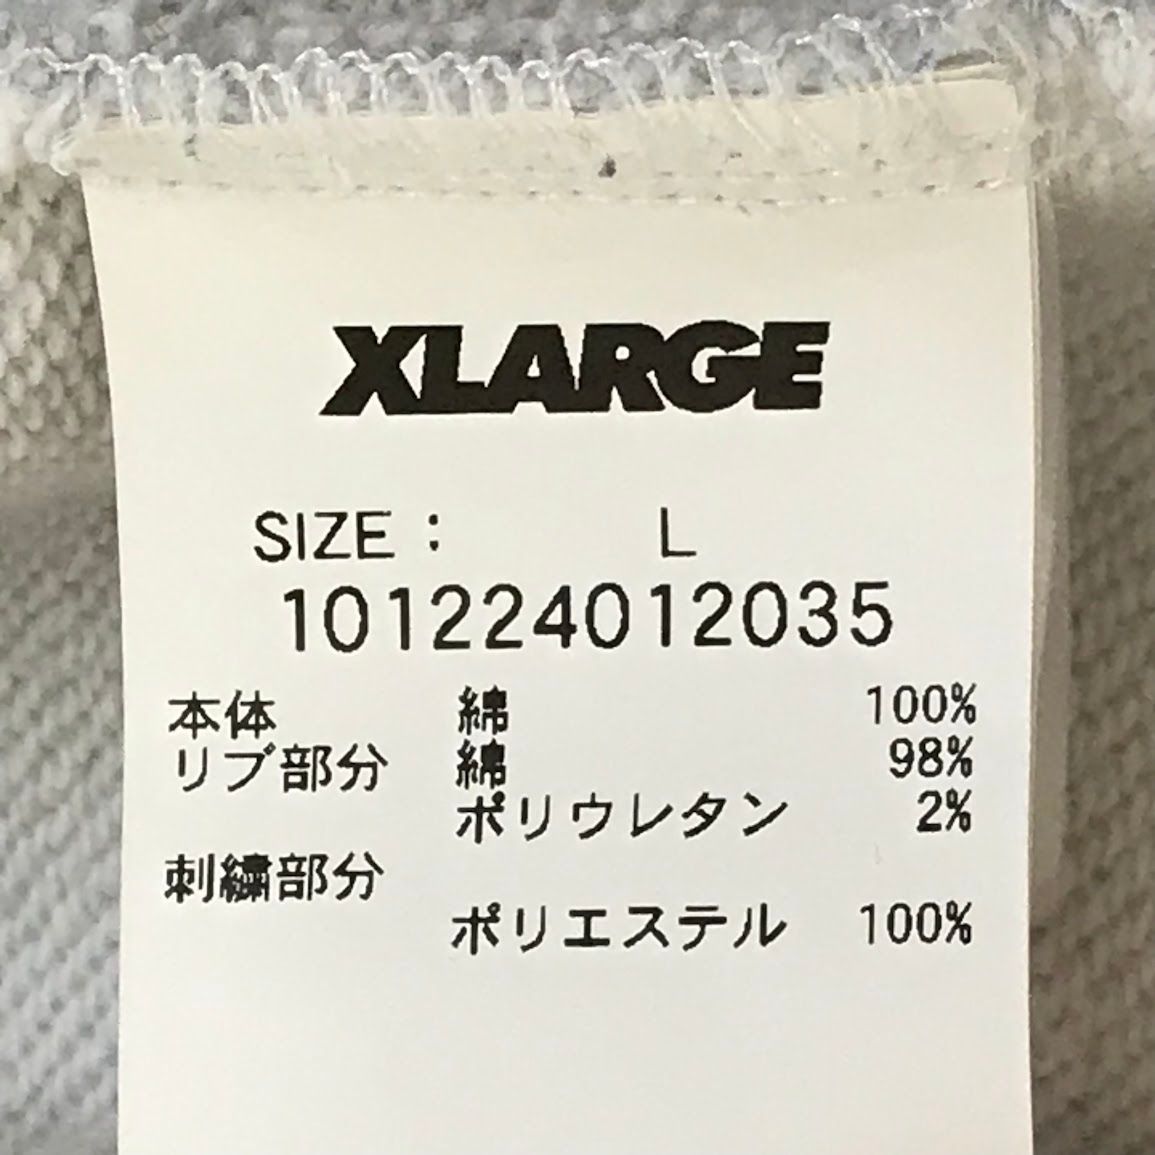 XLARGE
SIZE : L
101224012035
本体 綿 100%
リブ部分 綿 98%
ポリウレタン 2%
刺繍部分
ポリエステル 100%